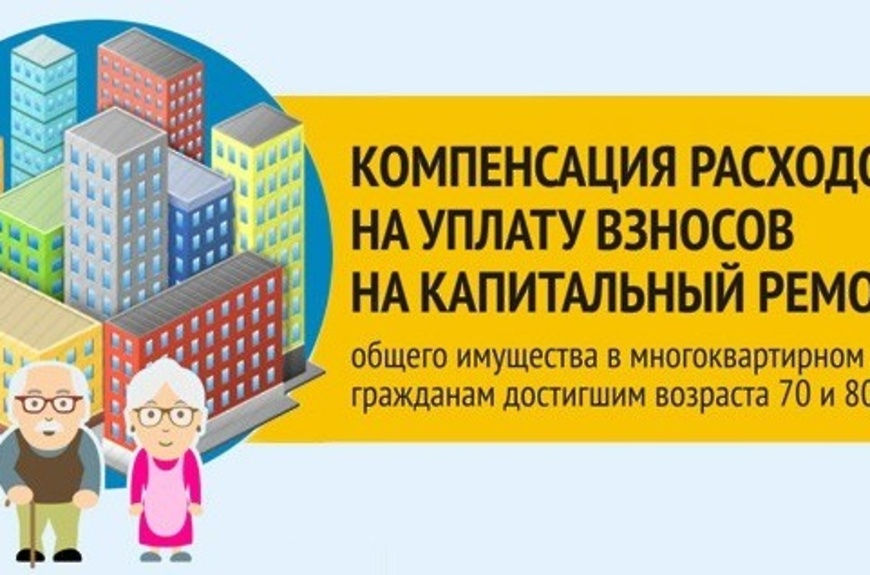 КОМПЕНСАЦИЯ РАСХОДО
НА УПЛАТУ ВЗНОСОВ
НА КАПИТАЛЬНЫЙ РЕМО
общего имущества в многоквартирном
гражданам достигшим возраста 70 и 80